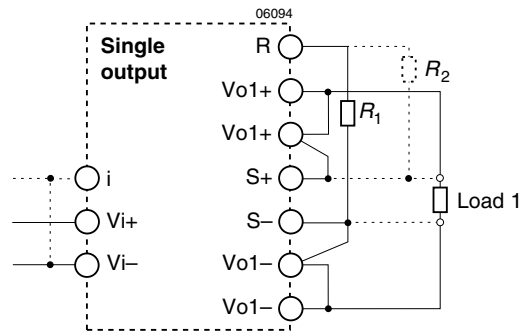 06094
Single
output
R
R2
Vo1+
R1
Vo1+
i
S+
Load 1
Vi+
S–
Vi–
Vo1–
Vo1–